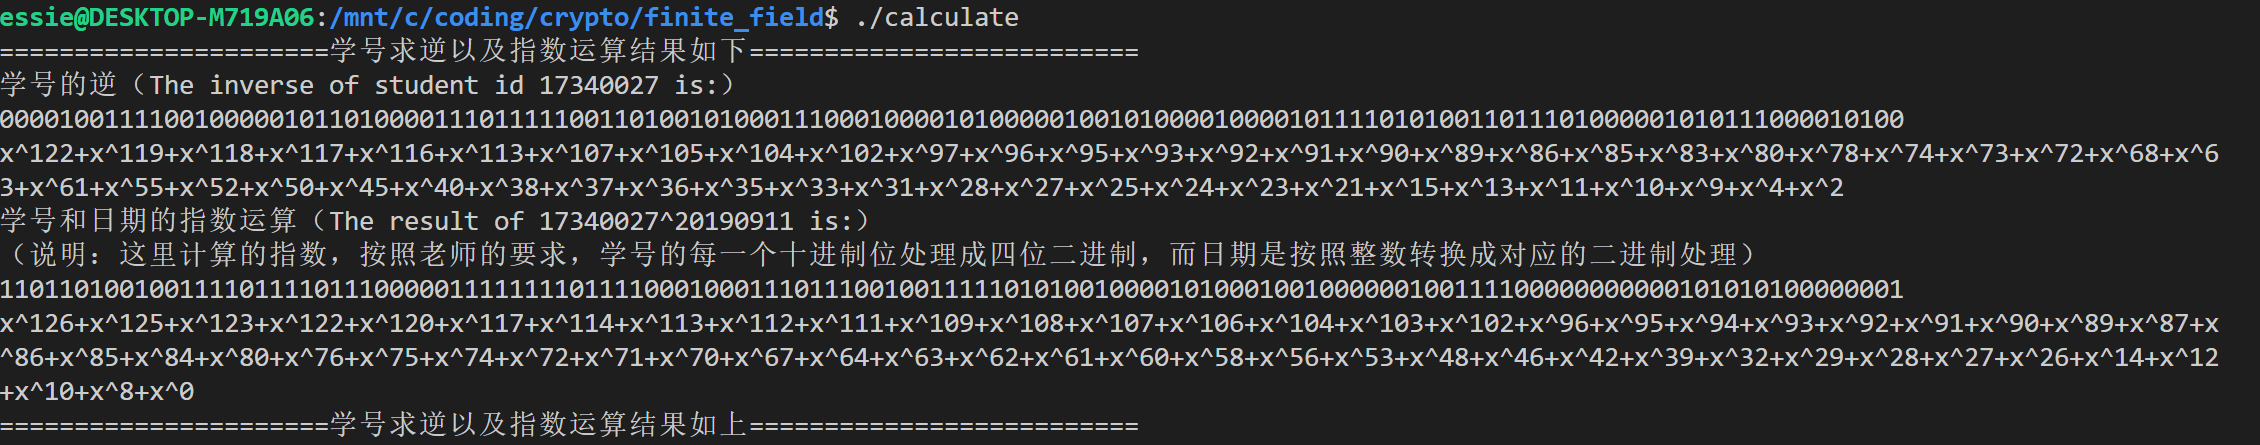 essie@DESKTOP-M719A06:/mnt/c/coding/crypto/finite_field$ ./calculate
======================学号求逆以及指数运算结果如下==========================
学号的逆（The inverse of student id 17340027 is:）
0000100111100100000101101000011101111100110100101000111000100001010000010010100001000010111101010011011101000001010111000010100
x^122+x^119+x^118+x^117+x^116+x^113+x^107+x^105+x^104+x^102+x^97+x^96+x^95+x^93+x^92+x^91+x^90+x^89+x^86+x^85+x^83+x^80+x^78+x^74+x^73+x^72+x^68+x^6
3+x^61+x^55+x^52+x^50+x^45+x^40+x^38+x^37+x^36+x^35+x^33+x^31+x^28+x^27+x^25+x^24+x^23+x^21+x^15+x^13+x^11+x^10+x^9+x^4+x^2
学号和日期的指数运算（The result of 17340027^20190911 is:）
（说明：这里计算的指数，按照老师的要求，学号的每一个十进制位处理成四位二进制，而日期是按照整数转换成对应的二进制处理）
1101101001001111011110111000001111111101111000100011101110010011111010100100001010001001000000100111100000000000101010100000001
x^126+x^125+x^123+x^122+x^120+x^117+x^114+x^113+x^112+x^111+x^109+x^108+x^107+x^106+x^104+x^103+x^102+x^96+x^95+x^94+x^93+x^92+x^91+x^90+x^89+x^87+x
^86+x^85+x^84+x^80+x^76+x^75+x^74+x^72+x^71+x^70+x^67+x^64+x^63+x^62+x^61+x^60+x^58+x^56+x^53+x^48+x^46+x^42+x^39+x^32+x^29+x^28+x^27+x^26+x^14+x^12
+x^10+x^8+x^0
======================学号求逆以及指数运算结果如上==========================